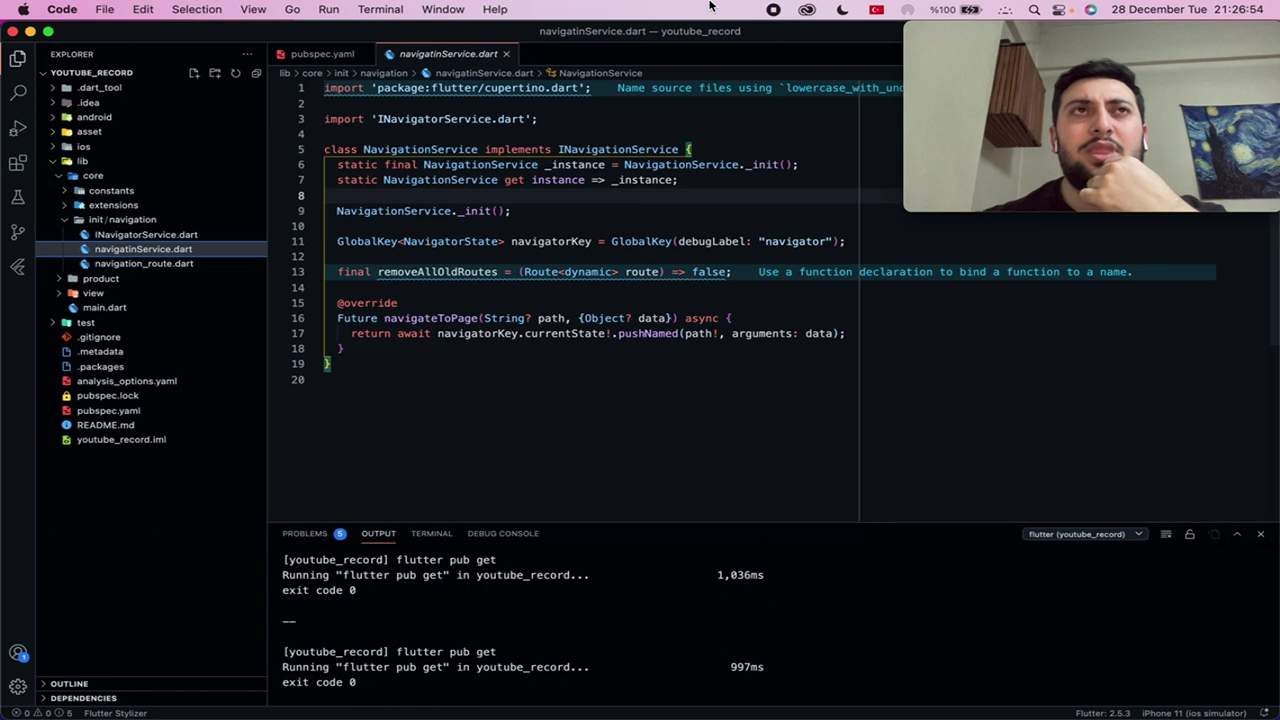 Code File Edit Selection View Go Run Terminal Window Help %100 28 December Tue 21:26:54
navigatinService.dart — youtube_record
EXPLORER
YOUTUBE_RECORD
.dart_tool
.idea
android
asset
ios
lib
core
constants
extensions
init/navigation
INavigatorService.dart
navigatinService.dart
navigation_route.dart
product
view
main.dart
test
.gitignore
.metadata
.packages
analysis_options.yaml
pubspec.lock
pubspec.yaml
README.md
youtube_record.iml
OUTLINE
DEPENDENCIES
pubspec.yaml navigatinService.dart
lib > core > init > navigation > navigatinService.dart > NavigationService
1 import 'package:flutter/cupertino.dart'; Name source files using `lowercase_with_und
2
3 import 'INavigatorService.dart';
4
5 class NavigationService implements INavigationService {
6 static final NavigationService _instance = NavigationService._init();
7 static NavigationService get instance => _instance;
8
9 NavigationService._init();
10
11 GlobalKey<NavigatorState> navigatorKey = GlobalKey(debugLabel: "navigator");
12
13 final removeAllOldRoutes = (Route<dynamic> route) => false; Use a function declaration to bind a function to a name.
14
15 @override
16 Future navigateToPage(String? path, {Object? data}) async {
17 return await navigatorKey.currentState!.pushNamed(path!, arguments: data);
18 }
19 }
20
PROBLEMS 5 OUTPUT TERMINAL DEBUG CONSOLE flutter (youtube_record)
[youtube_record] flutter pub get
Running "flutter pub get" in youtube_record... 1,036ms
exit code 0
——
[youtube_record] flutter pub get
Running "flutter pub get" in youtube_record... 997ms
exit code 0
1
0 0 5 Flutter Stylizer Flutter: 2.5.3 iPhone 11 (ios simulator)